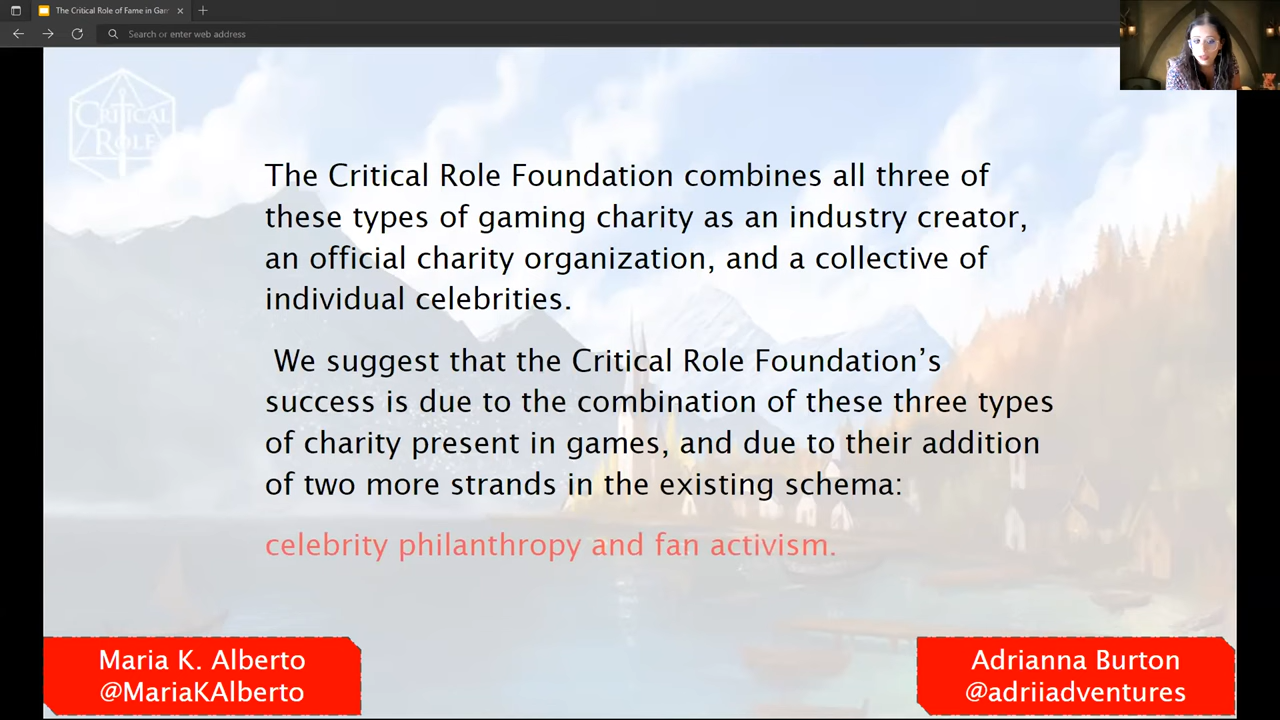 The Critical Role of Fame in Gam
Search or enter web address
CRITICAL
ROLE
The Critical Role Foundation combines all three of
these types of gaming charity as an industry creator,
an official charity organization, and a collective of
individual celebrities.
We suggest that the Critical Role Foundation’s
success is due to the combination of these three types
of charity present in games, and due to their addition
of two more strands in the existing schema:
celebrity philanthropy and fan activism.
Maria K. Alberto
@MariaKAlberto
Adrianna Burton
@adriiadventures